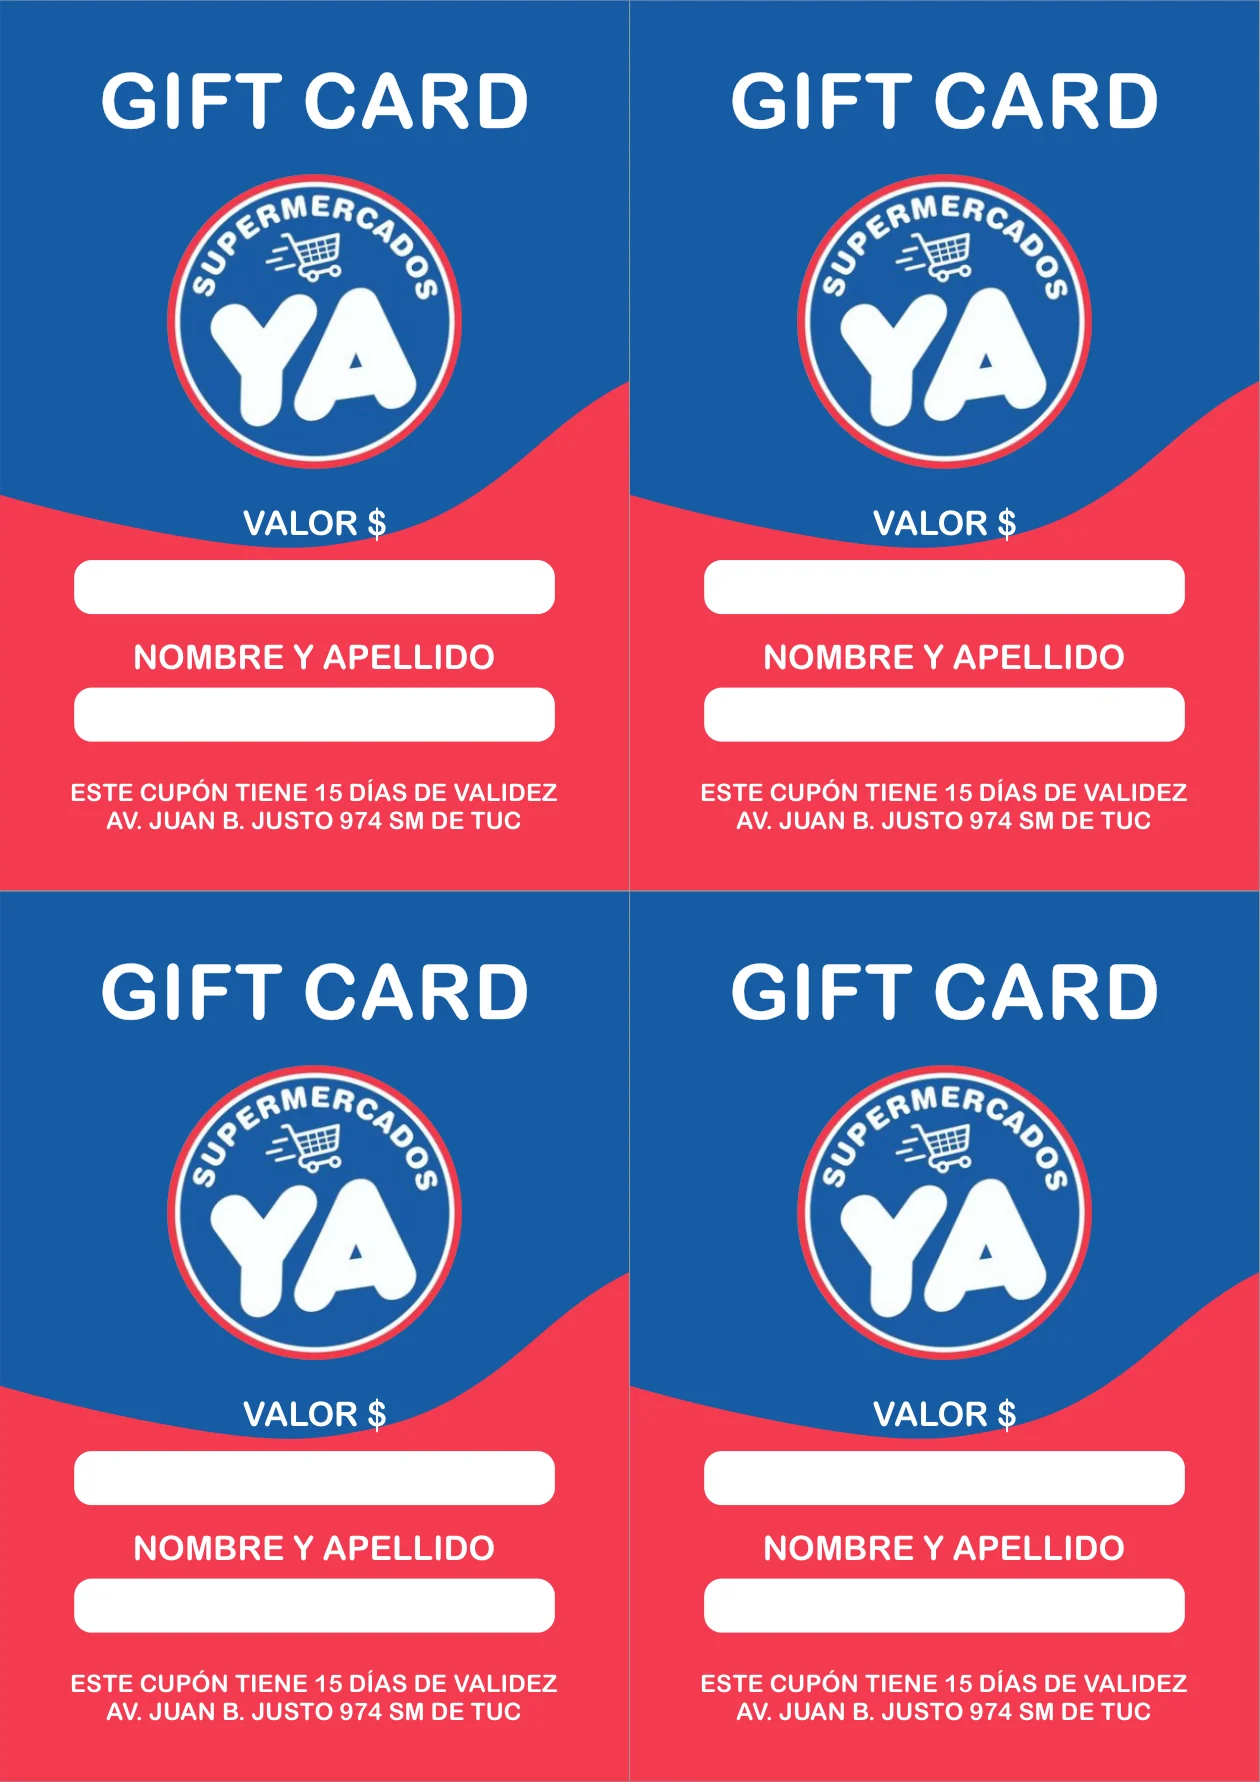 GIFT CARD
SUPERMERCADOS
YA
VALOR $
NOMBRE Y APELLIDO
ESTE CUPÓN TIENE 15 DÍAS DE VALIDEZ
AV. JUAN B. JUSTO 974 SM DE TUC
GIFT CARD
SUPERMERCADOS
YA
VALOR $
NOMBRE Y APELLIDO
ESTE CUPÓN TIENE 15 DÍAS DE VALIDEZ
AV. JUAN B. JUSTO 974 SM DE TUC
GIFT CARD
SUPERMERCADOS
YA
VALOR $
NOMBRE Y APELLIDO
ESTE CUPÓN TIENE 15 DÍAS DE VALIDEZ
AV. JUAN B. JUSTO 974 SM DE TUC
GIFT CARD
SUPERMERCADOS
YA
VALOR $
NOMBRE Y APELLIDO
ESTE CUPÓN TIENE 15 DÍAS DE VALIDEZ
AV. JUAN B. JUSTO 974 SM DE TUC